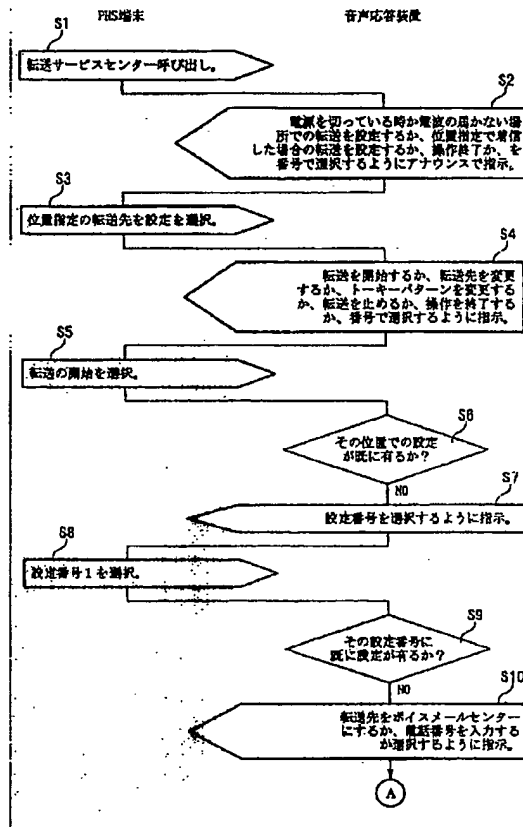 PHS端末
音声応答装置
S1
転送サービスセンター呼び出し。
S2
電源を切っている時か電波の届かない場
所での転送を設定するか、位置指定で着信
した場合の転送を設定するか、操作終了か、を
番号で選択するようにアナウンスで指示。
S3
位置指定の転送先を設定を選択。
S4
転送を開始するか、転送先を変更
するか、トーキーパターンを変更する
か、転送を止めるか、操作を終了する
か、番号で選択するように指示。
S5
転送の開始を選択。
S6
その位置での設定
が既に有るか?
NO
S7
設定番号を選択するように指示。
S8
設定番号1を選択。
S9
その設定番号に
既に設定が有るか?
NO
S10
転送先をボイスメールセンター
にするか、電話番号を入力する
か選択するように指示。
A